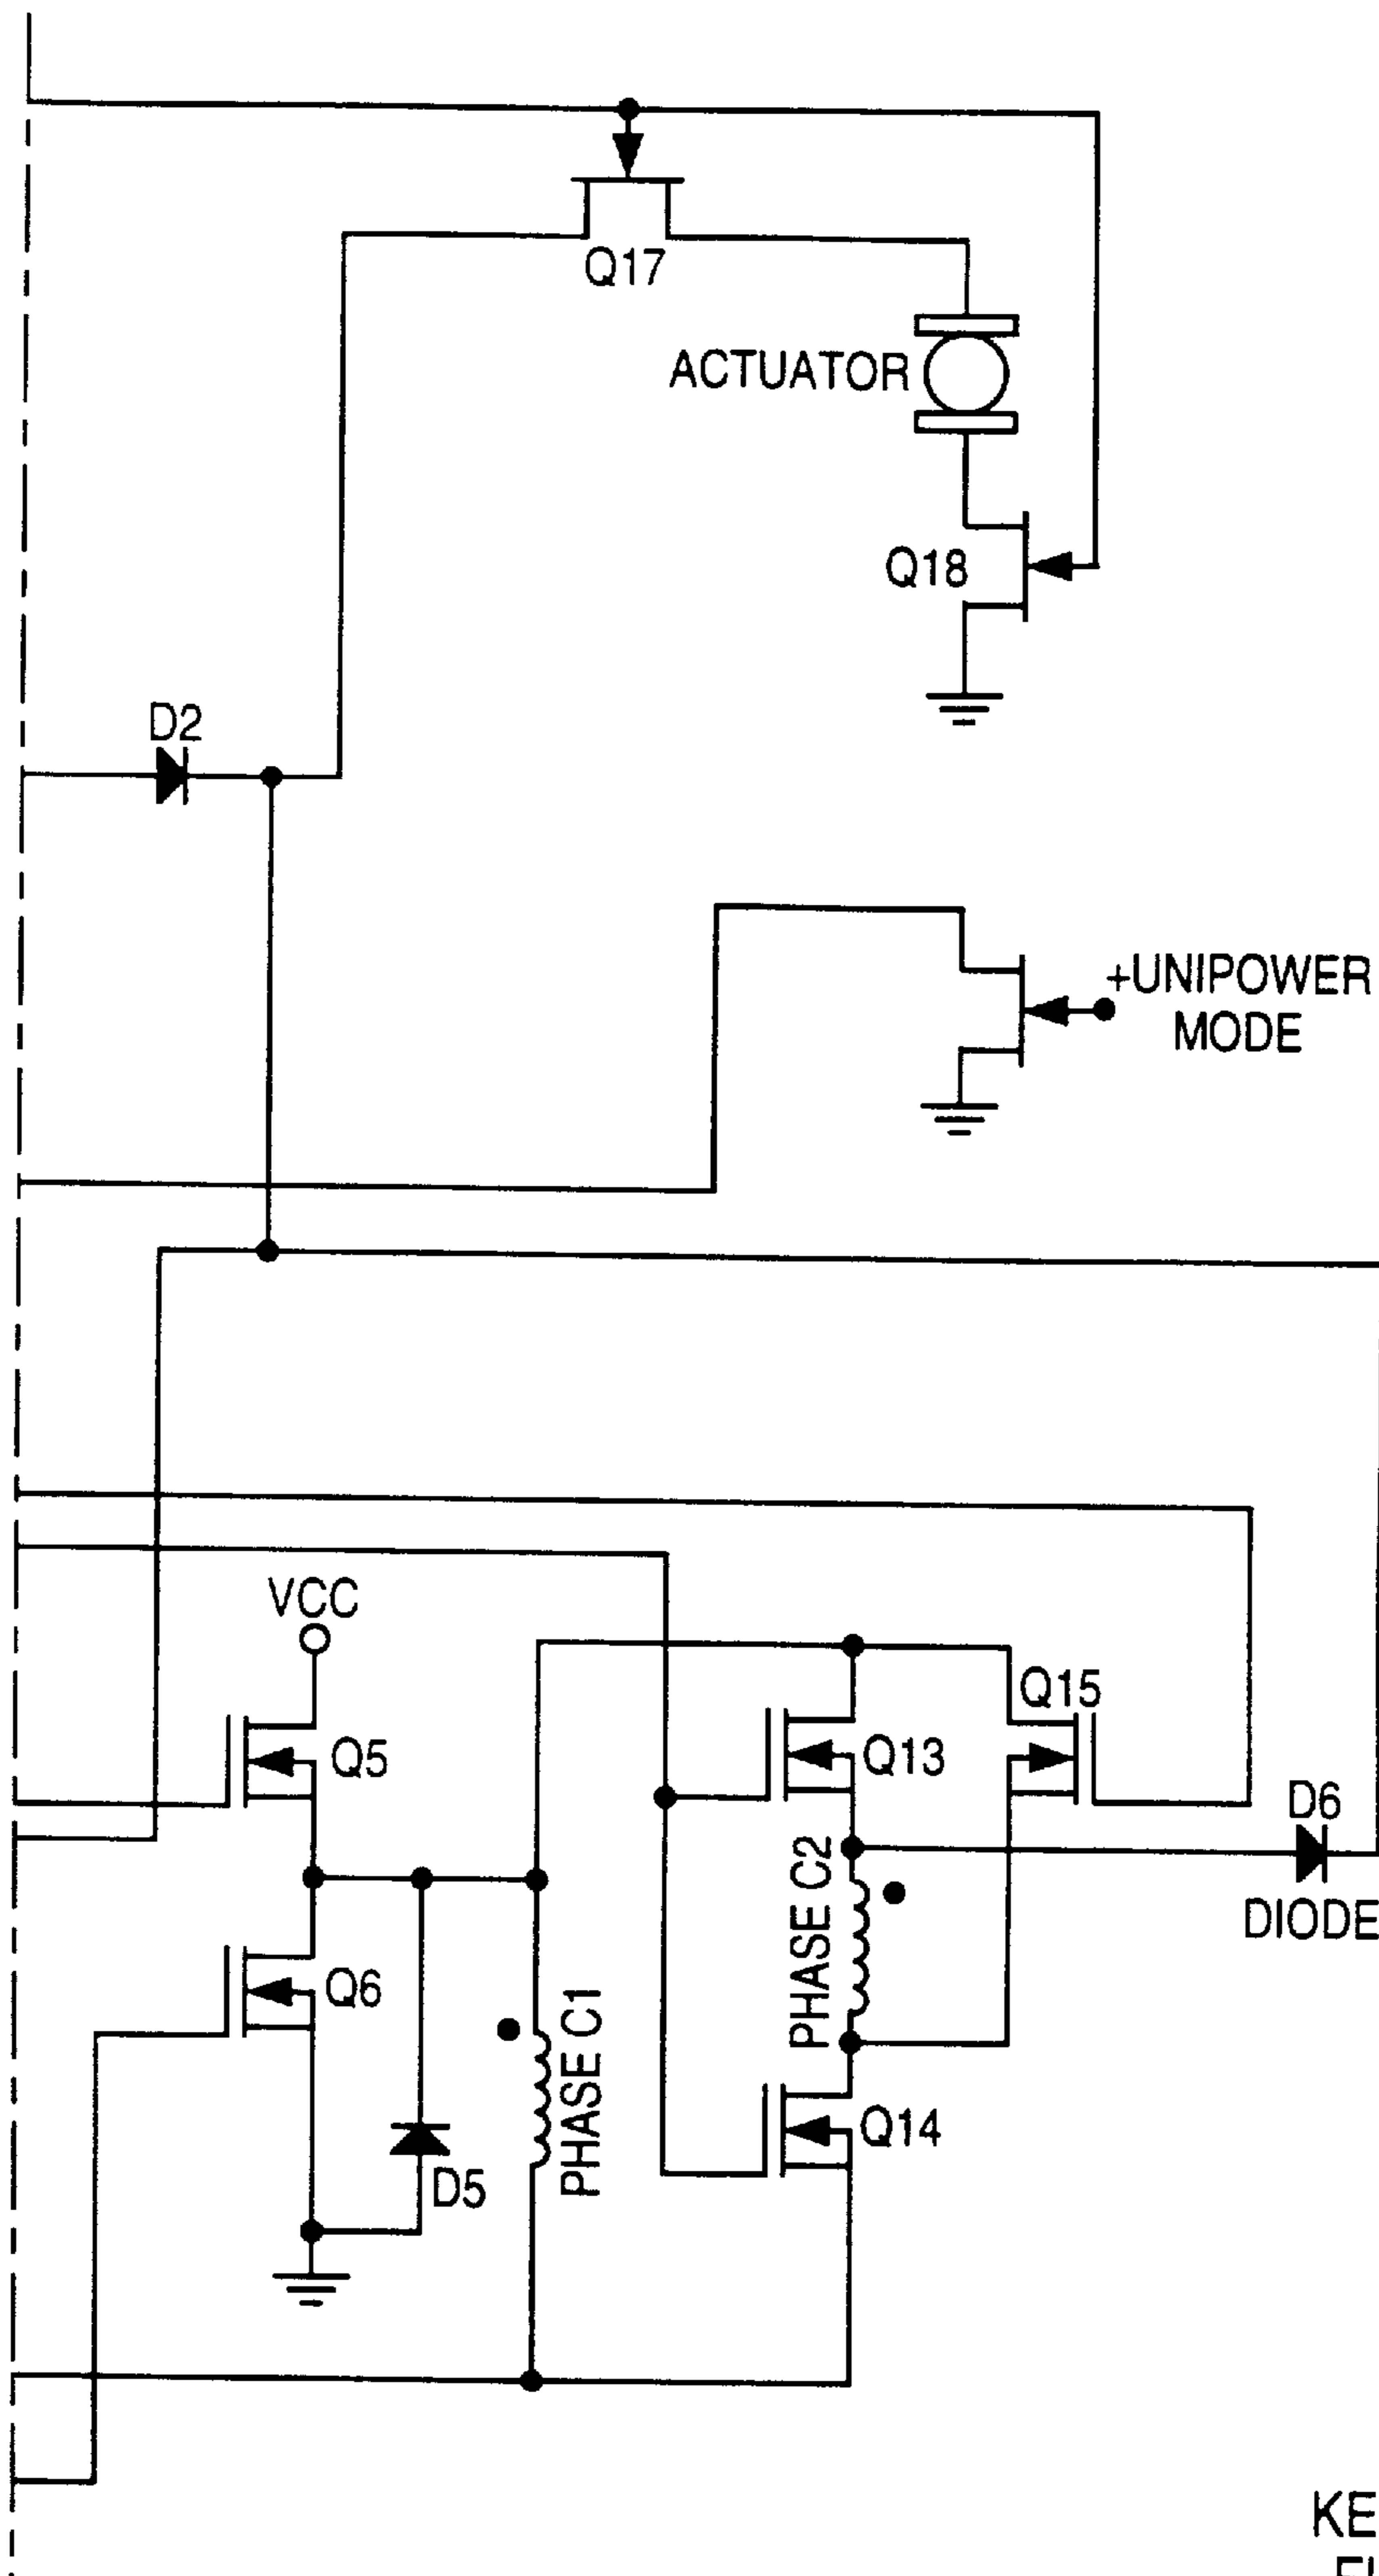 Q17
ACTUATOR
Q18
D2
+UNIPOWER
MODE
VCC
Q15
Q5
Q13
D6
DIODE
PHASE C2
Q6
PHASE C1
Q14
D5
KE